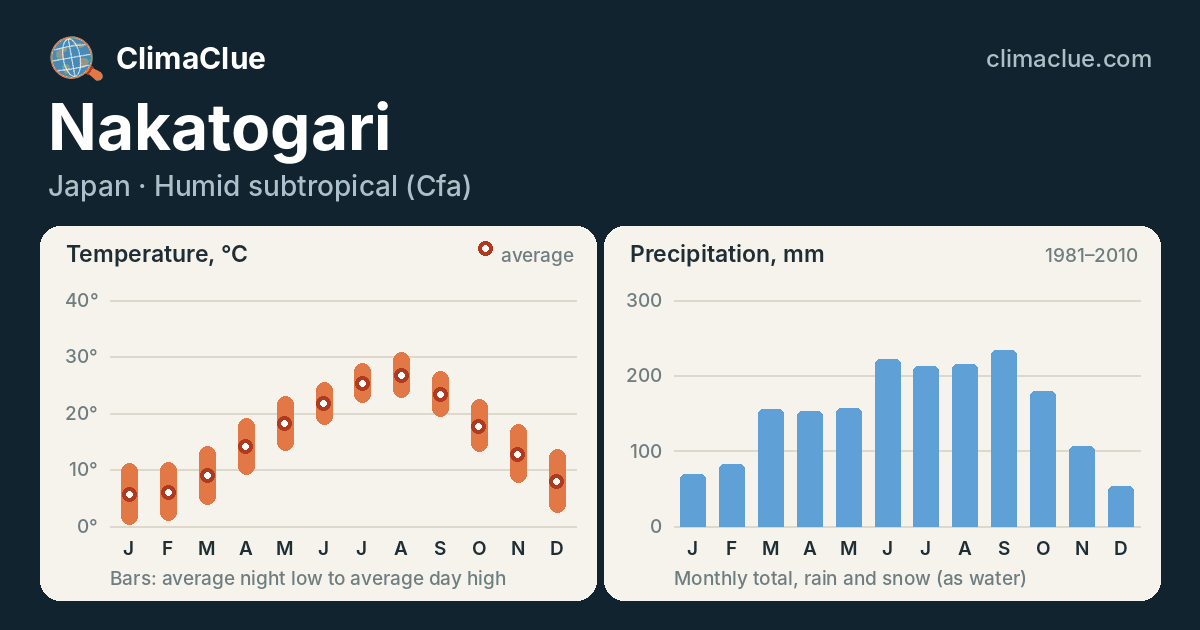 ClimaClue
climaclue.com
Nakatogari
Japan · Humid subtropical (Cfa)
Temperature, °C
average
40°
30°
20°
10°
0°
J F M A M J J A S O N D
Bars: average night low to average day high
Precipitation, mm
1981–2010
300
200
100
0
J F M A M J J A S O N D
Monthly total, rain and snow (as water)